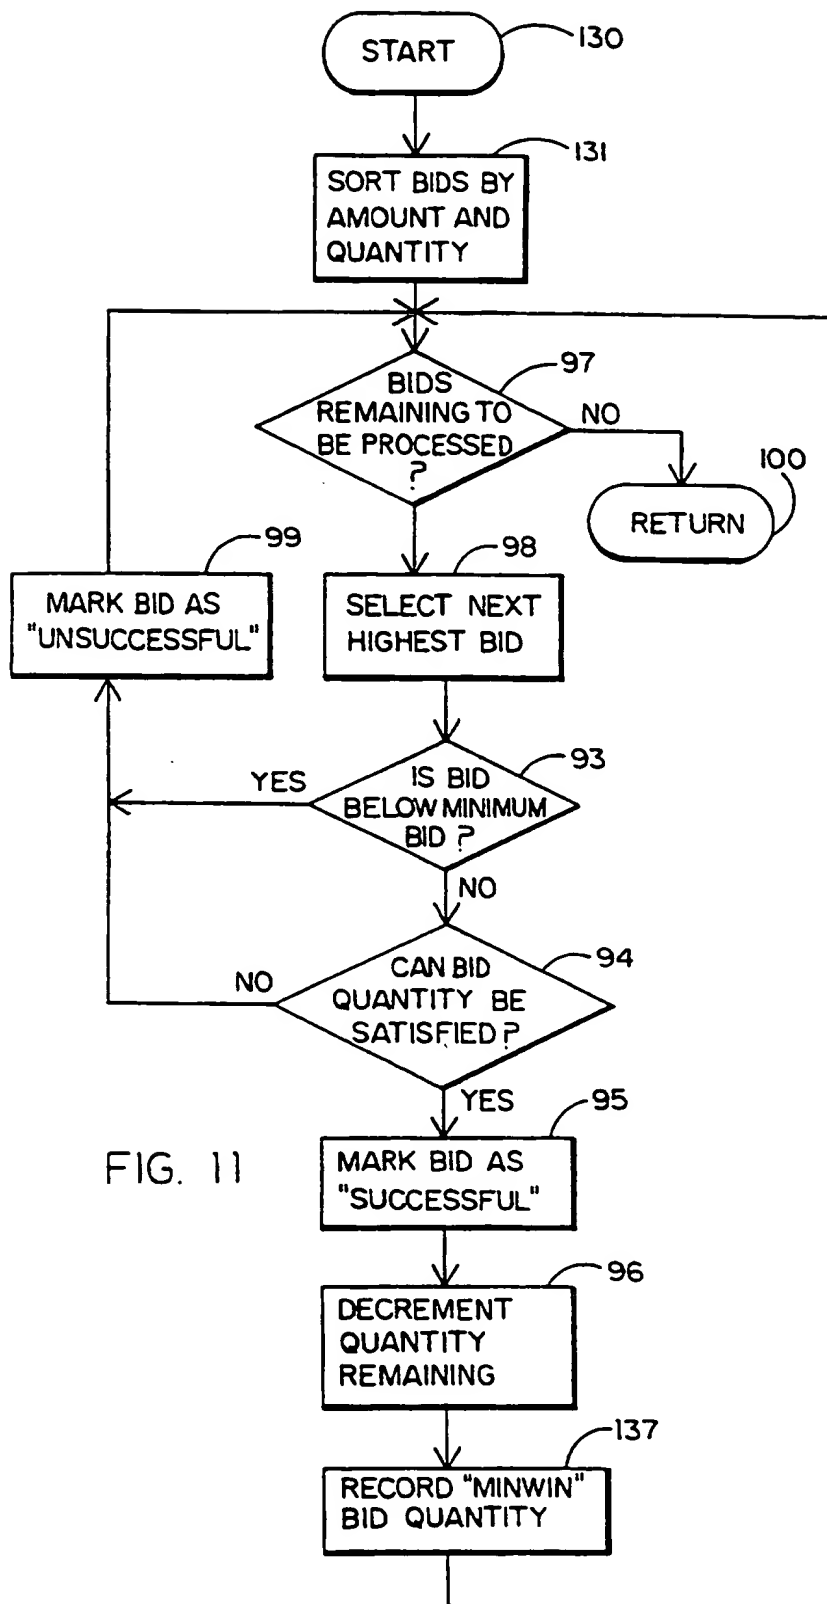 START
130
131
SORT BIDS BY
AMOUNT AND
QUANTITY
97
BIDS
REMAINING TO
BE PROCESSED
?
NO
100
RETURN
99
MARK BID AS
"UNSUCCESSFUL"
98
SELECT NEXT
HIGHEST BID
93
YES
IS BID
BELOW MINIMUM
BID ?
NO
94
NO
CAN BID
QUANTITY BE
SATISFIED ?
YES
95
MARK BID AS
"SUCCESSFUL"
FIG. 11
96
DECREMENT
QUANTITY
REMAINING
137
RECORD "MINWIN"
BID QUANTITY